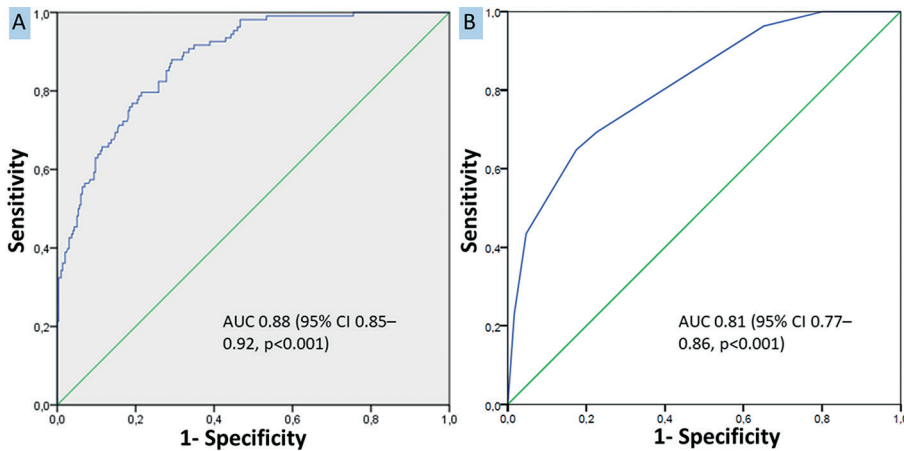 A
1,0
0,8
0,6
0,4
0,2
0,0
Sensitivity
AUC 0.88 (95% CI 0.85–
0.92, p<0.001)
0,0 0,2 0,4 0,6 0,8 1,0
1- Specificity
B
1,0
0,8
0,6
0,4
0,2
0,0
Sensitivity
AUC 0.81 (95% CI 0.77–
0.86, p<0.001)
0,0 0,2 0,4 0,6 0,8 1,0
1- Specificity